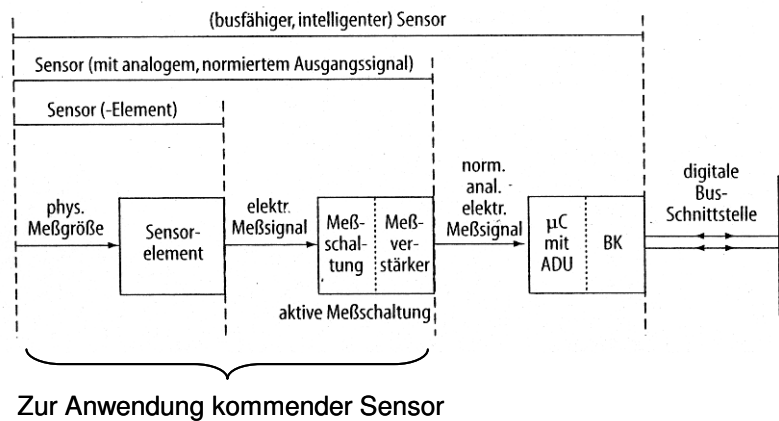 (busfähiger, intelligenter) Sensor
Sensor (mit analogem, normiertem Ausgangssignal)
Sensor (-Element)
phys.
Meßgröße
Sensor-
element
elektr.
Meßsignal
Meß-
schal-
tung
Meß-
ver-
stärker
aktive Meßschaltung
norm.
anal.
elektr.
Meßsignal
µC
mit
ADU
BK
digitale
Bus-
Schnittstelle
Zur Anwendung kommender Sensor